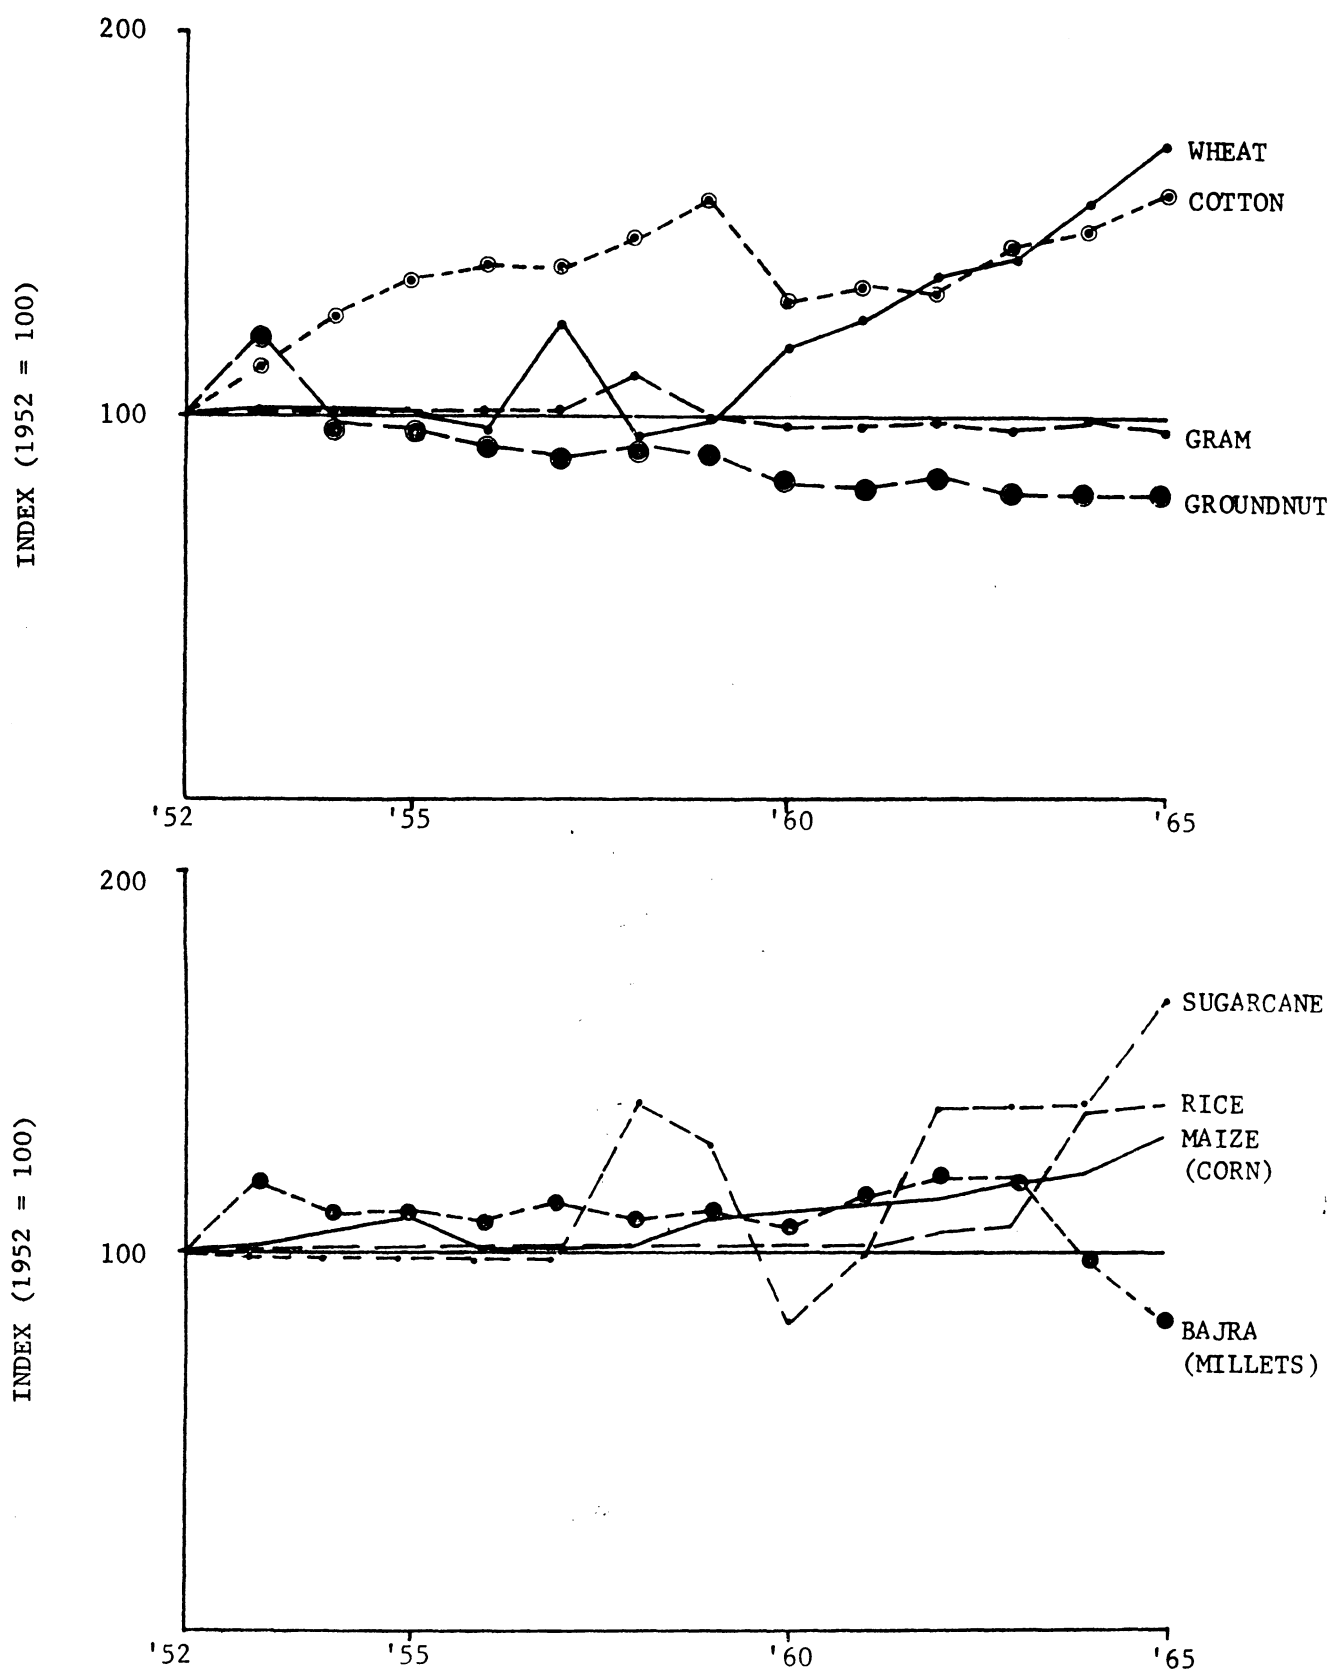 200
WHEAT
COTTON
INDEX (1952 = 100)
100
GRAM
GROUNDNUT
'52 '55 '60 '65
200
SUGARCANE
RICE
MAIZE
(CORN)
INDEX (1952 = 100)
100
BAJRA
(MILLETS)
'52 '55 '60 '65